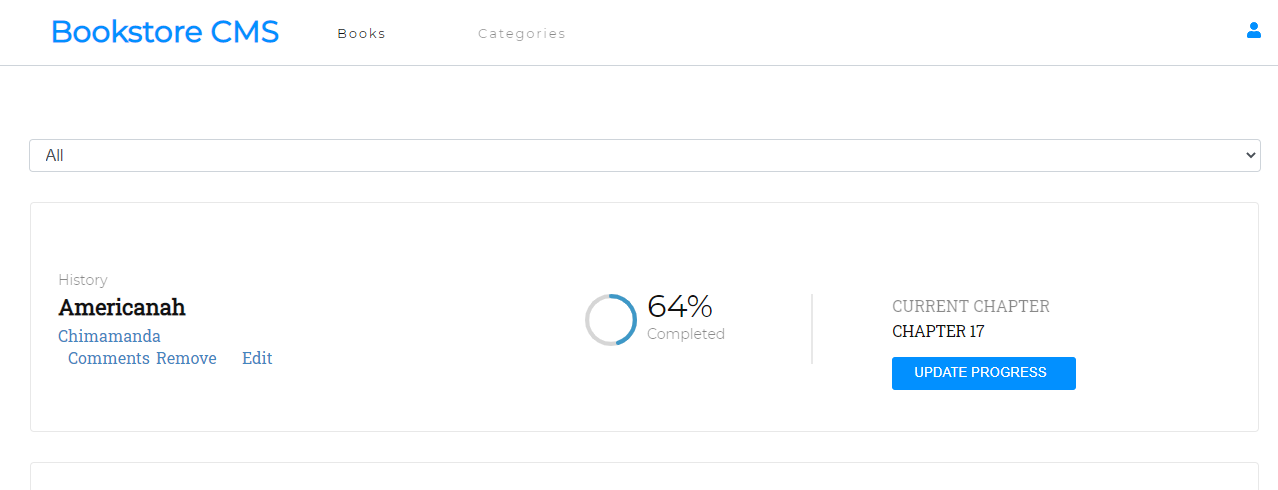 Bookstore CMS Books Categories
All
History
Americanah
Chimamanda
Comments Remove Edit
64%
Completed
CURRENT CHAPTER
CHAPTER 17
UPDATE PROGRESS